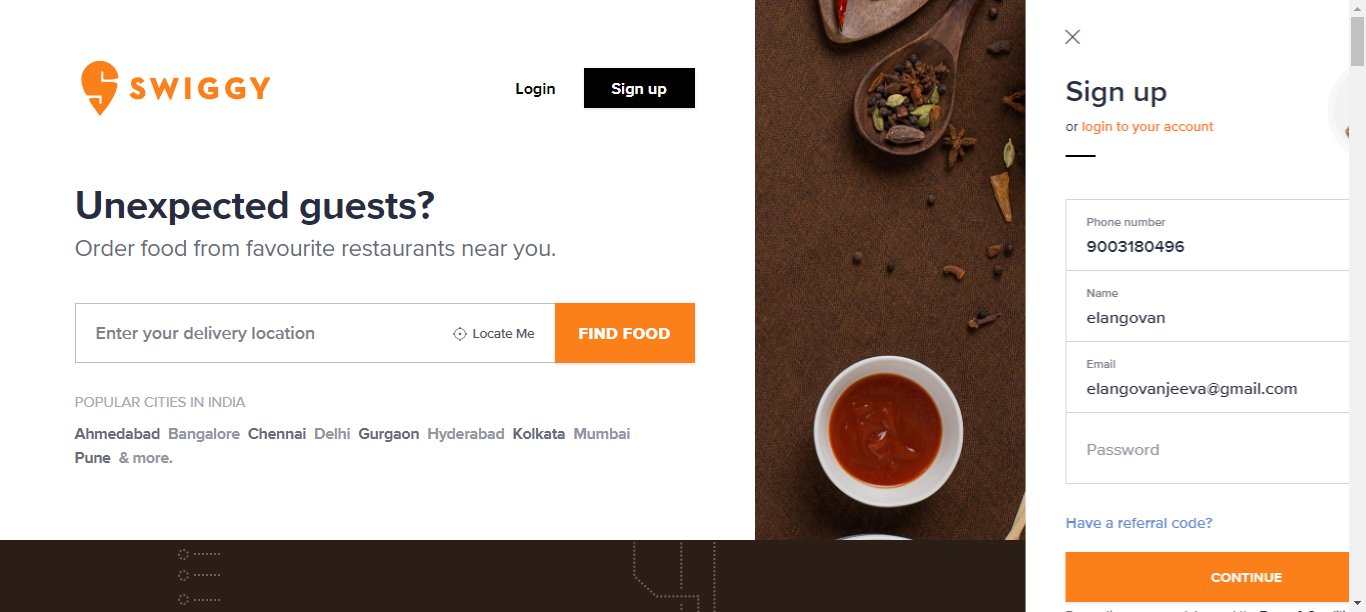 SWIGGY
Login
Sign up
Unexpected guests?
Order food from favourite restaurants near you.
Enter your delivery location
Locate Me
FIND FOOD
POPULAR CITIES IN INDIA
Ahmedabad Bangalore Chennai Delhi Gurgaon Hyderabad Kolkata Mumbai
Pune & more.
Sign up
or login to your account
Phone number
9003180496
Name
elangovan
Email
elangovanjeeva@gmail.com
Password
Have a referral code?
CONTINUE